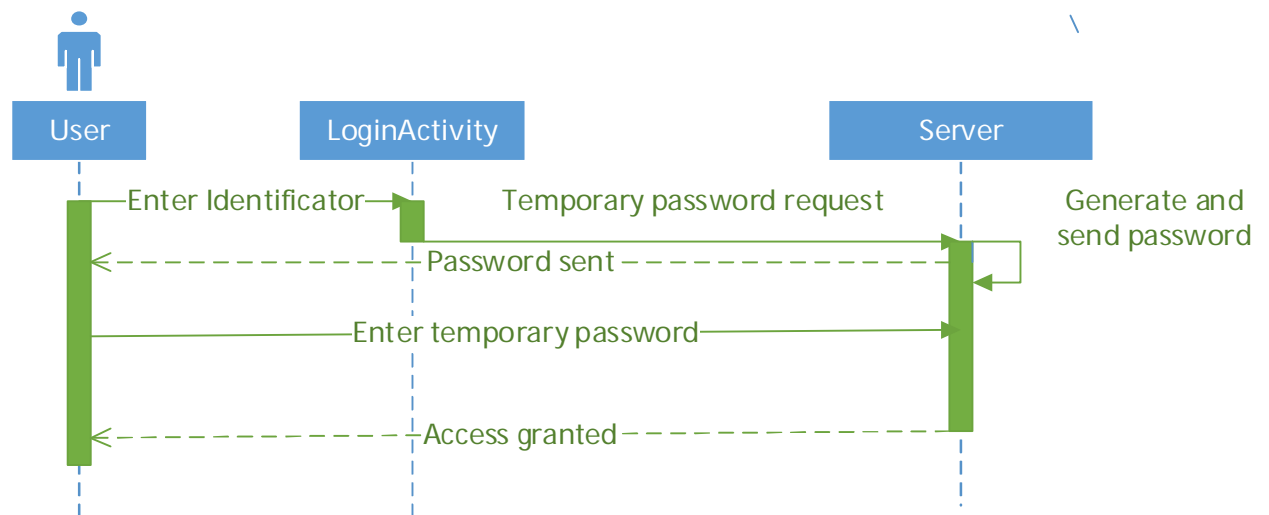 User
LoginActivity
Server
Enter Identificator
Temporary password request
Generate and
send password
Password sent
Enter temporary password
Access granted